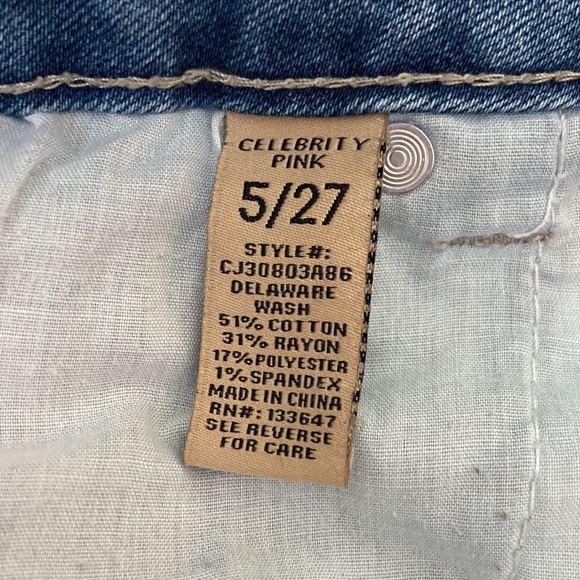 CELEBRITY
PINK
5/27
STYLE#:
CJ30803A86
DELAWARE
WASH
51% COTTON
31% RAYON
17% POLYESTER
1% SPANDEX
MADE IN CHINA
RN#: 133647
SEE REVERSE
FOR CARE